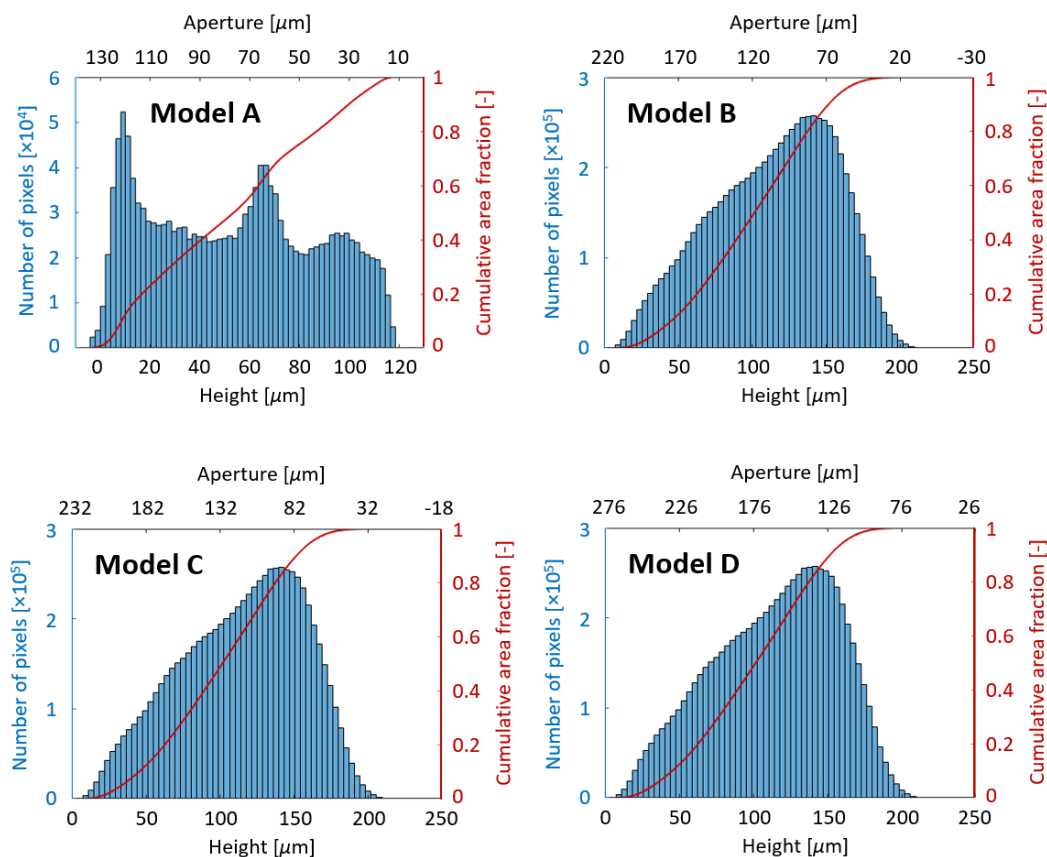 Aperture [μm]
130 110 90 70 50 30 10
6 5 4 3 2 1 0
Number of pixels [×10⁴]
Model A
1 0.8 0.6 0.4 0.2 0
Cumulative area fraction [-]
0 20 40 60 80 100 120
Height [μm]
Aperture [μm]
220 170 120 70 20 -30
3 2 1 0
Number of pixels [×10⁵]
Model B
1 0.8 0.6 0.4 0.2 0
Cumulative area fraction [-]
0 50 100 150 200 250
Height [μm]
Aperture [μm]
232 182 132 82 32 -18
3 2 1 0
Number of pixels [×10⁵]
Model C
1 0.8 0.6 0.4 0.2 0
Cumulative area fraction [-]
0 50 100 150 200 250
Height [μm]
Aperture [μm]
276 226 176 126 76 26
3 2 1 0
Number of pixels [×10⁵]
Model D
1 0.8 0.6 0.4 0.2 0
Cumulative area fraction [-]
0 50 100 150 200 250
Height [μm]